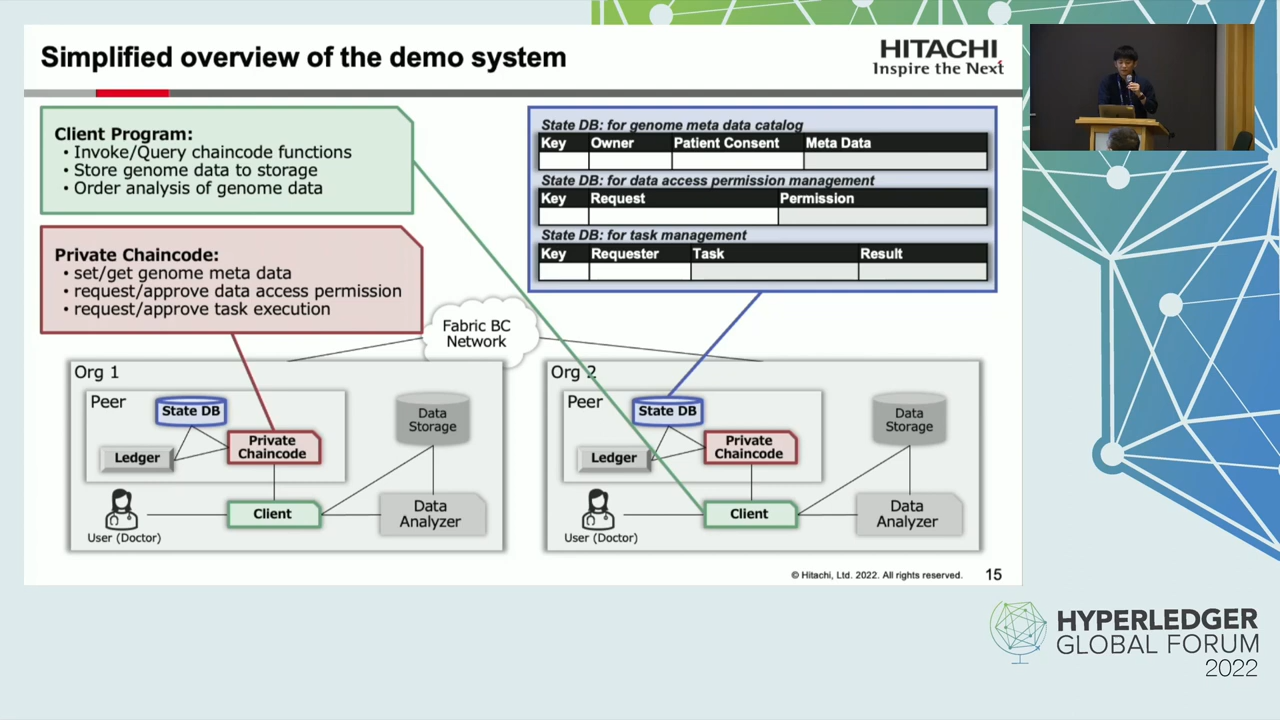 Simplified overview of the demo system
HITACHI
Inspire the Next
Client Program:
• Invoke/Query chaincode functions
• Store genome data to storage
• Order analysis of genome data
Private Chaincode:
• set/get genome meta data
• request/approve data access permission
• request/approve task execution
State DB: for genome meta data catalog
Key Owner Patient Consent Meta Data
State DB: for data access permission management
Key Request Permission
State DB: for task management
Key Requester Task Result
Fabric BC
Network
Org 1
Peer
State DB
Ledger
Private
Chaincode
Data
Storage
User (Doctor)
Client
Data
Analyzer
Org 2
Peer
State DB
Ledger
Private
Chaincode
Data
Storage
User (Doctor)
Client
Data
Analyzer
© Hitachi, Ltd. 2022. All rights reserved.
15
HYPERLEDGER
GLOBAL FORUM
2022